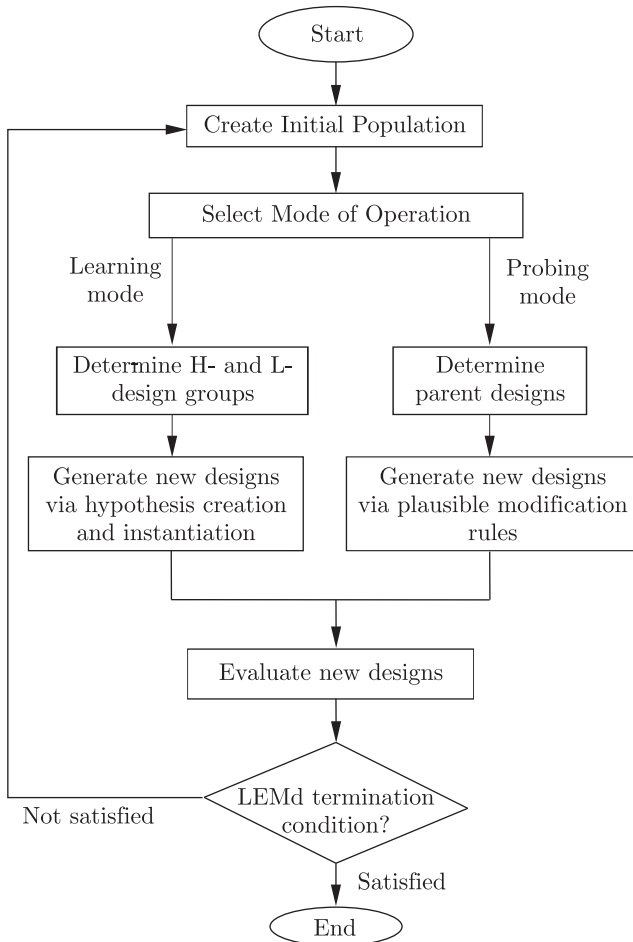 Start
Create Initial Population
Select Mode of Operation
Learning
mode
Probing
mode
Determine H- and L-
design groups
Determine
parent designs
Generate new designs
via hypothesis creation
and instantiation
Generate new designs
via plausible modification
rules
Evaluate new designs
LEMd termination
condition?
Not satisfied
Satisfied
End